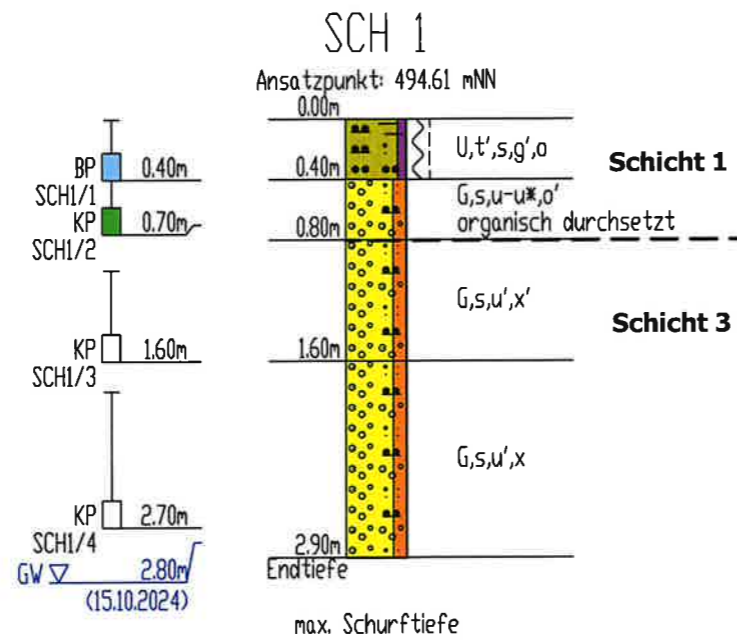 SCH 1
Ansatzpunkt: 494.61 mNN
0.00m
U,t',s,g',o
Schicht 1
BP 0.40m 0.40m
SCH1/1
G,s,u-u*,o'
organisch durchsetzt
KP 0.70m 0.80m
SCH1/2
G,s,u',x'
Schicht 3
KP 1.60m 1.60m
SCH1/3
G,s,u',x
KP 2.70m
SCH1/4
2.90m
Endtiefe
GW 2.80m
(15.10.2024)
max. Schurftiefe